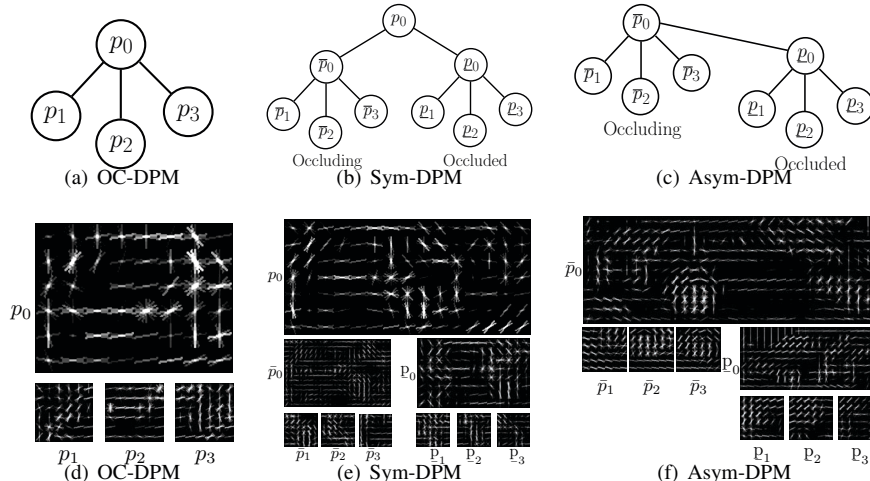 p₀
p₁ p₂ p₃
(a) OC-DPM
p₀
p̄₀ p̲₀
p̄₁ p̄₂ p̄₃ p̲₁ p̲₂ p̲₃
Occluding Occluded
(b) Sym-DPM
p̄₀
p̲₀
p̄₁ p̄₂ p̄₃
p̲₁ p̲₂ p̲₃
Occluding
Occluded
(c) Asym-DPM
p₀
p₁ p₂ p₃
(d) OC-DPM
p₀
p̄₀ p̲₀
p̄₁ p̄₂ p̄₃ p̲₁ p̲₂ p̲₃
(e) Sym-DPM
p̄₀
p̄₁ p̄₂ p̄₃ p̲₀
p̲₁ p̲₂ p̲₃
(f) Asym-DPM